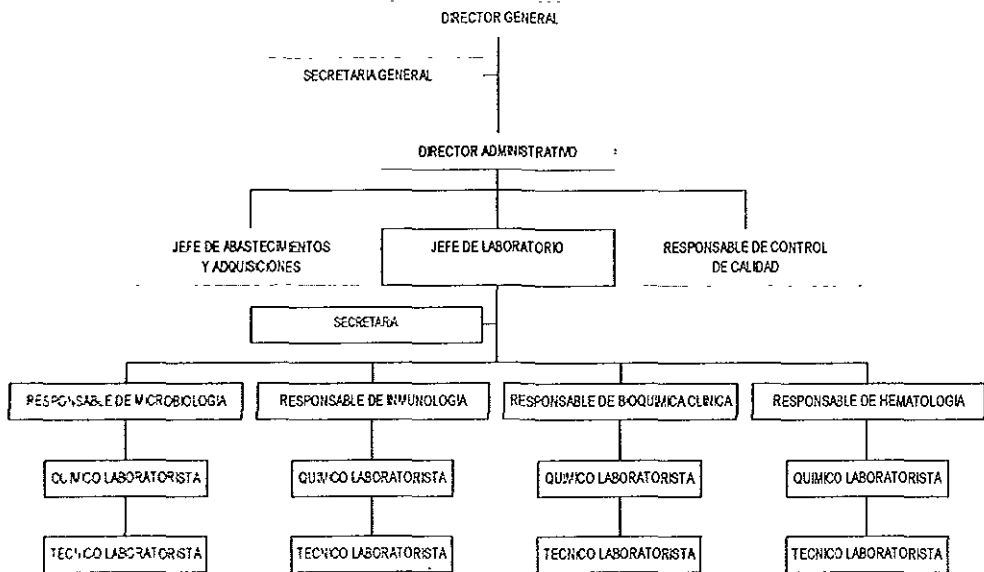 DIRECTOR GENERAL
SECRETARIA GENERAL
DIRECTOR ADMINISTRATIVO
JEFE DE ABASTECIMIENTOS
Y ADQUISICIONES
JEFE DE LABORATORIO
RESPONSABLE DE CONTROL
DE CALIDAD
SECRETARIA
RESPONSABLE DE MICROBIOLOGIA
RESPONSABLE DE INMUNOLOGIA
RESPONSABLE DE BIOQUIMICA CLINICA
RESPONSABLE DE HEMATOLOGIA
QUIMICO LABORATORISTA
QUIMICO LABORATORISTA
QUIMICO LABORATORISTA
QUIMICO LABORATORISTA
TECNICO LABORATORISTA
TECNICO LABORATORISTA
TECNICO LABORATORISTA
TECNICO LABORATORISTA